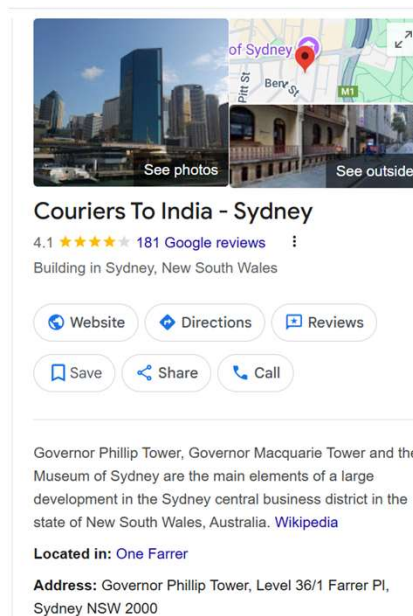 of Sydney
Pitt St
Bent St
M1
See photos
See outside
Couriers To India - Sydney
4.1 ★★★★★ 181 Google reviews
Building in Sydney, New South Wales
Website
Directions
Reviews
Save
Share
Call
Governor Phillip Tower, Governor Macquarie Tower and the
Museum of Sydney are the main elements of a large
development in the Sydney central business district in the
state of New South Wales, Australia. Wikipedia
Located in: One Farrer
Address: Governor Phillip Tower, Level 36/1 Farrer Pl,
Sydney NSW 2000